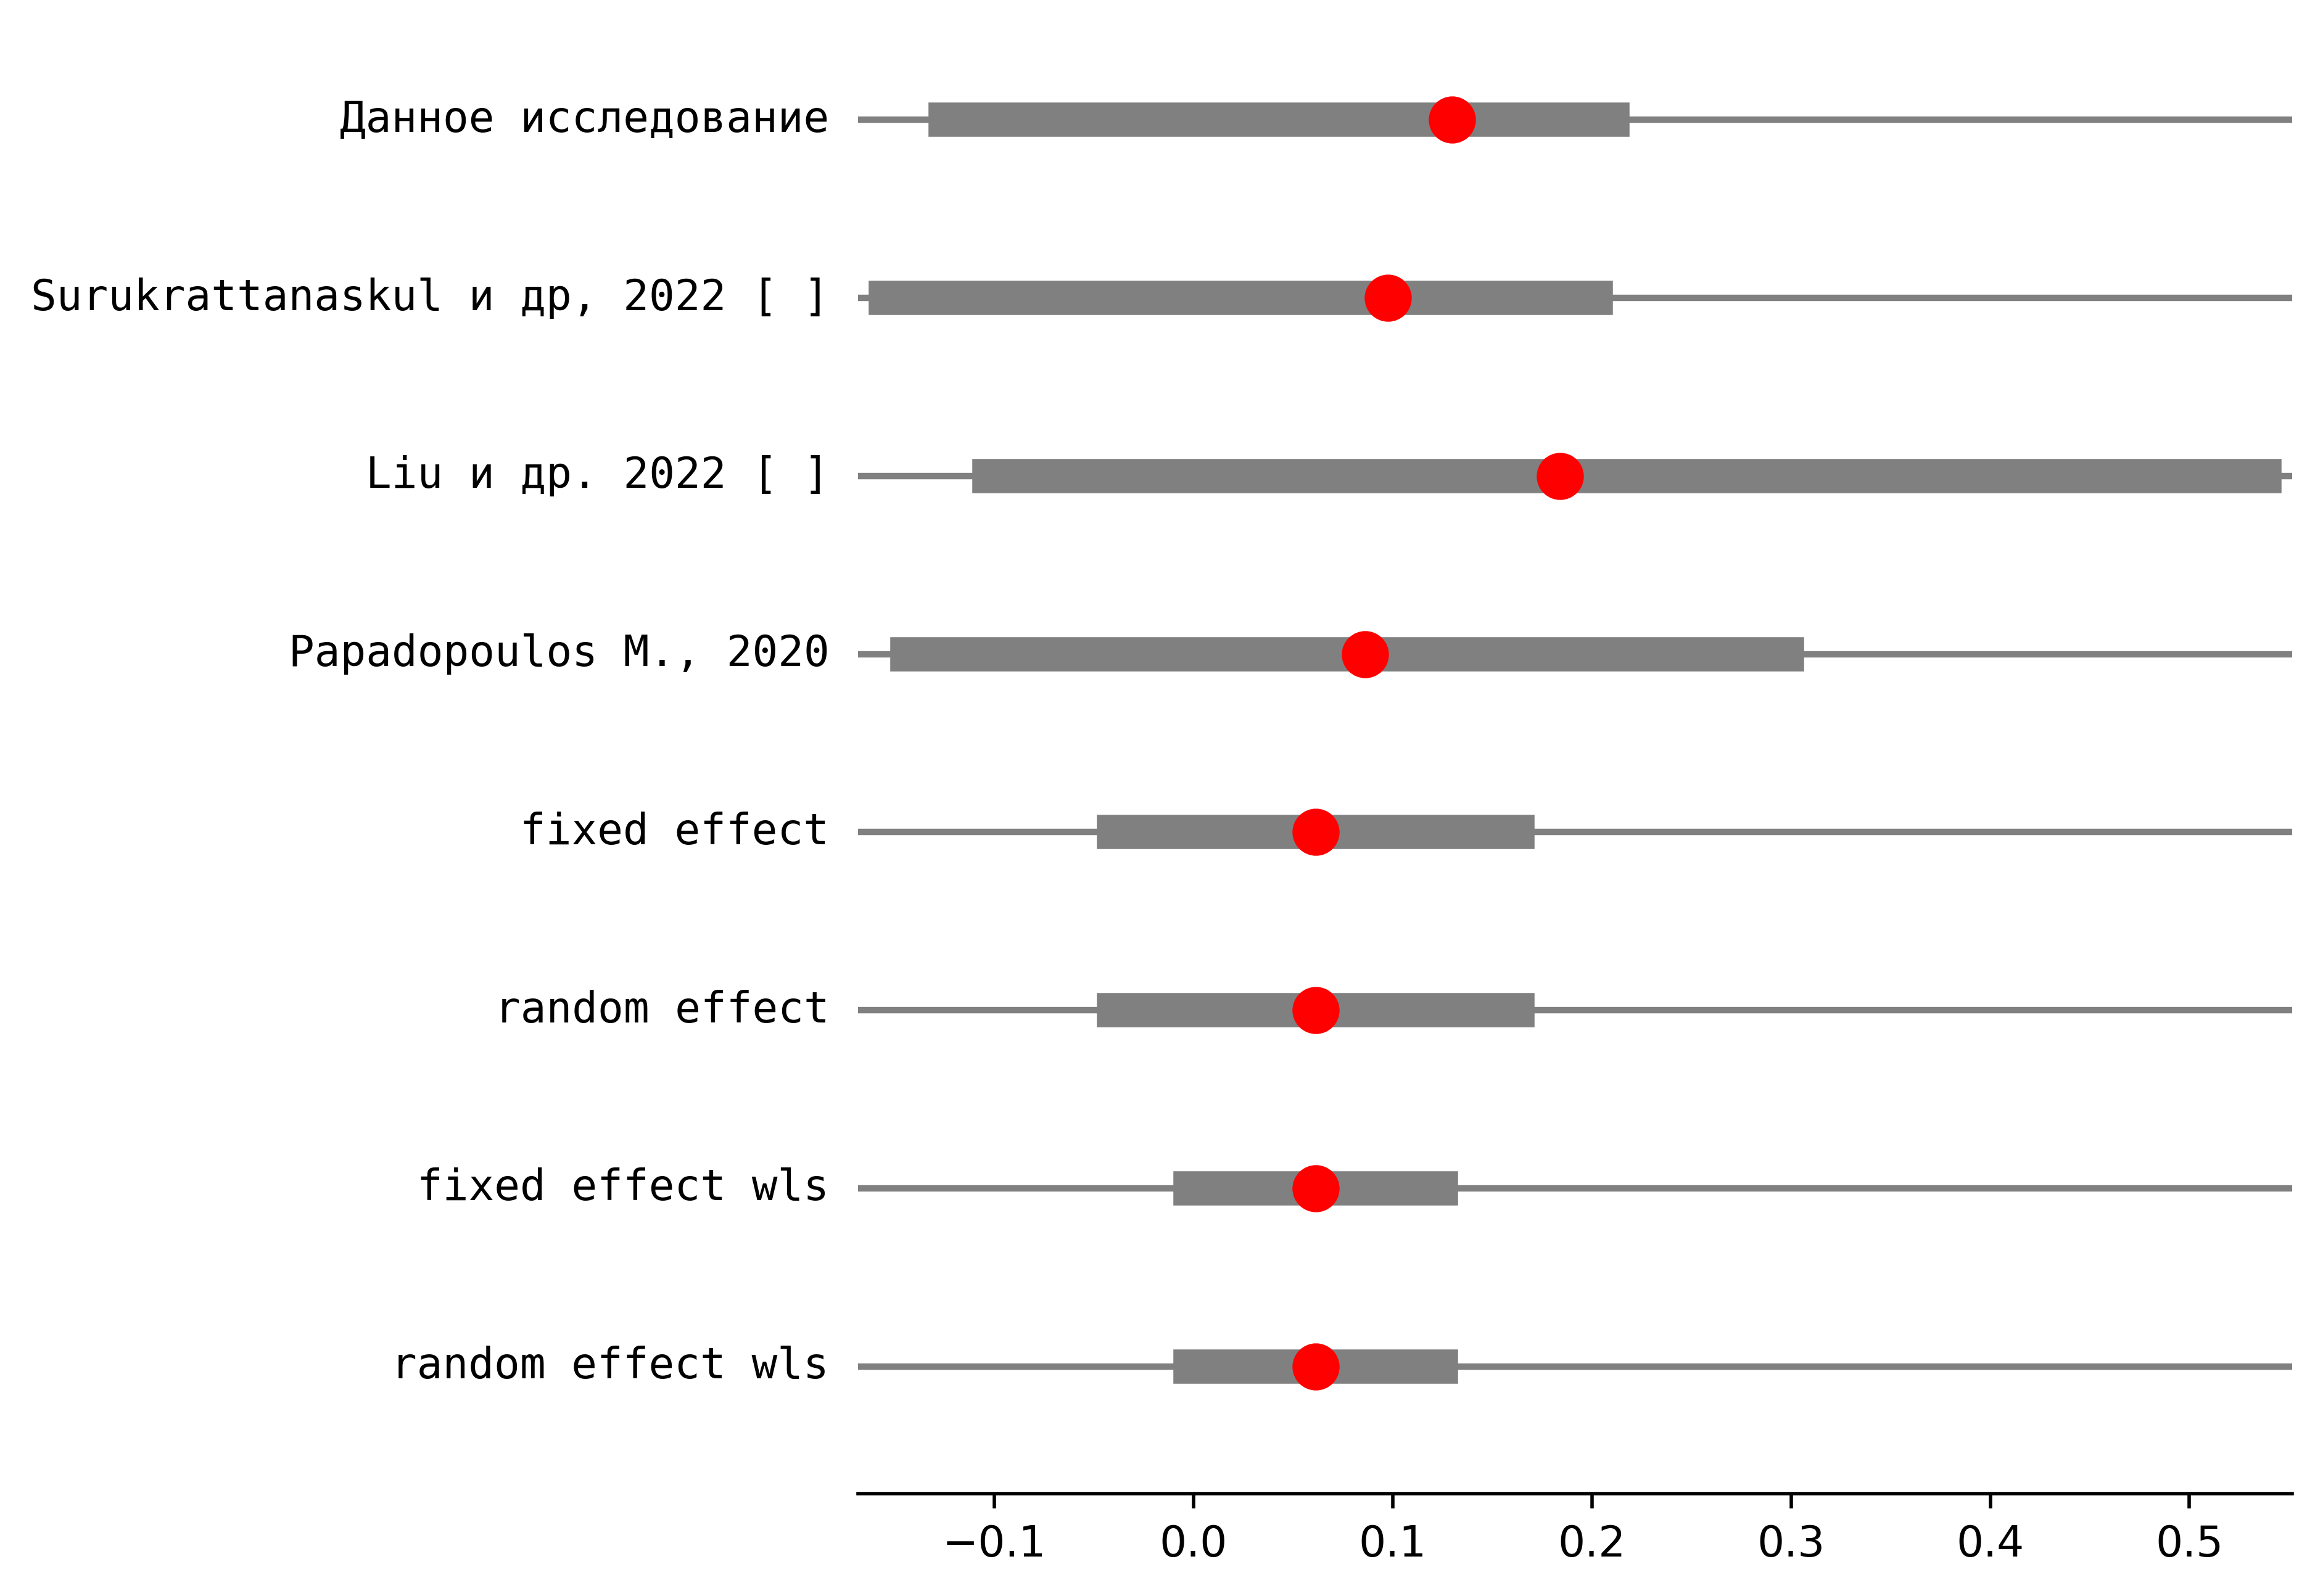 Данное исследование
Surukrattanaskul и др, 2022 [ ]
Liu и др. 2022 [ ]
Papadopoulos M., 2020
fixed effect
random effect
fixed effect wls
random effect wls
−0.1 0.0 0.1 0.2 0.3 0.4 0.5